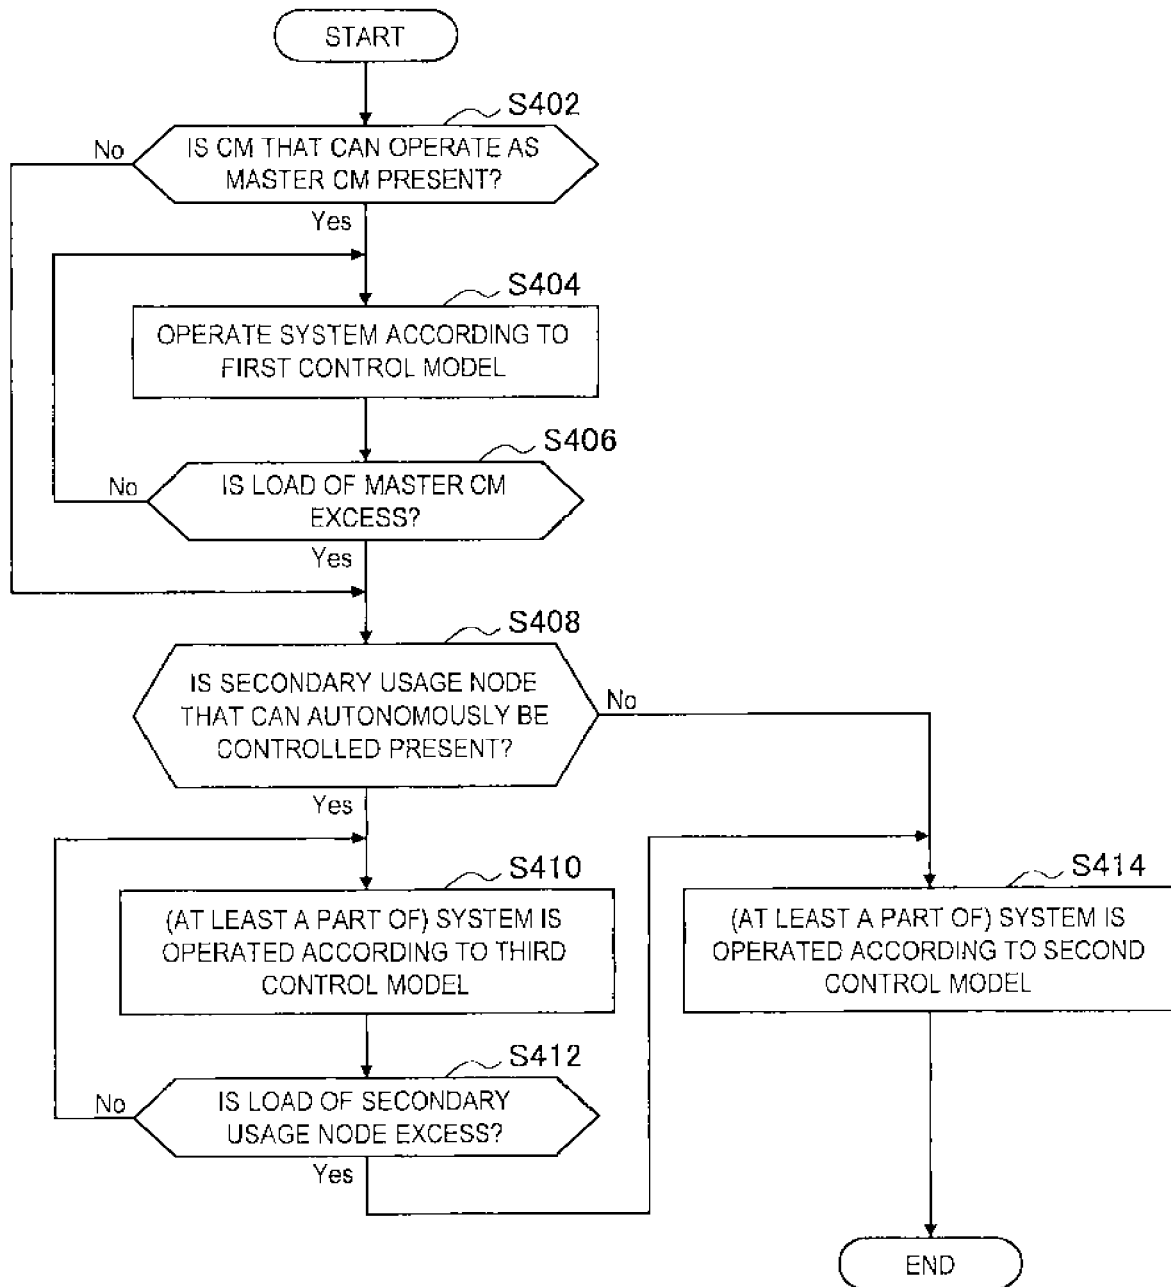 START
S402
No
IS CM THAT CAN OPERATE AS
MASTER CM PRESENT?
Yes
S404
OPERATE SYSTEM ACCORDING TO
FIRST CONTROL MODEL
S406
No
IS LOAD OF MASTER CM
EXCESS?
Yes
S408
IS SECONDARY USAGE NODE
THAT CAN AUTONOMOUSLY BE
CONTROLLED PRESENT?
No
Yes
S410
(AT LEAST A PART OF) SYSTEM IS
OPERATED ACCORDING TO THIRD
CONTROL MODEL
S414
(AT LEAST A PART OF) SYSTEM IS
OPERATED ACCORDING TO SECOND
CONTROL MODEL
S412
No
IS LOAD OF SECONDARY
USAGE NODE EXCESS?
Yes
END